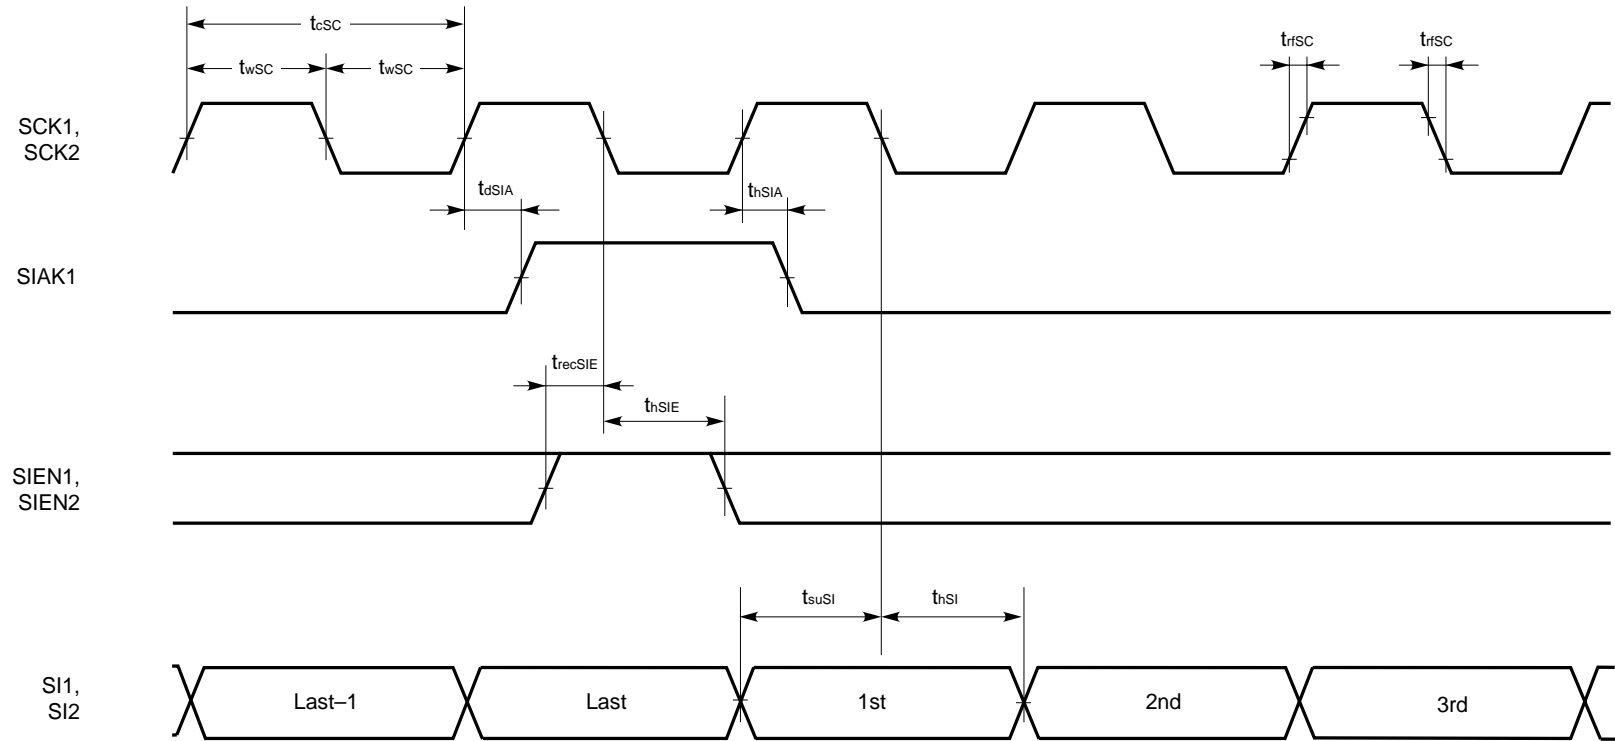 tcSC
trfSC trfSC
twSC twSC
SCK1,
SCK2
tdSIA thSIA
SIAK1
trecSIE
thSIE
SIEN1,
SIEN2
tsuSI thSI
SI1,
SI2
Last–1 Last 1st 2nd 3rd